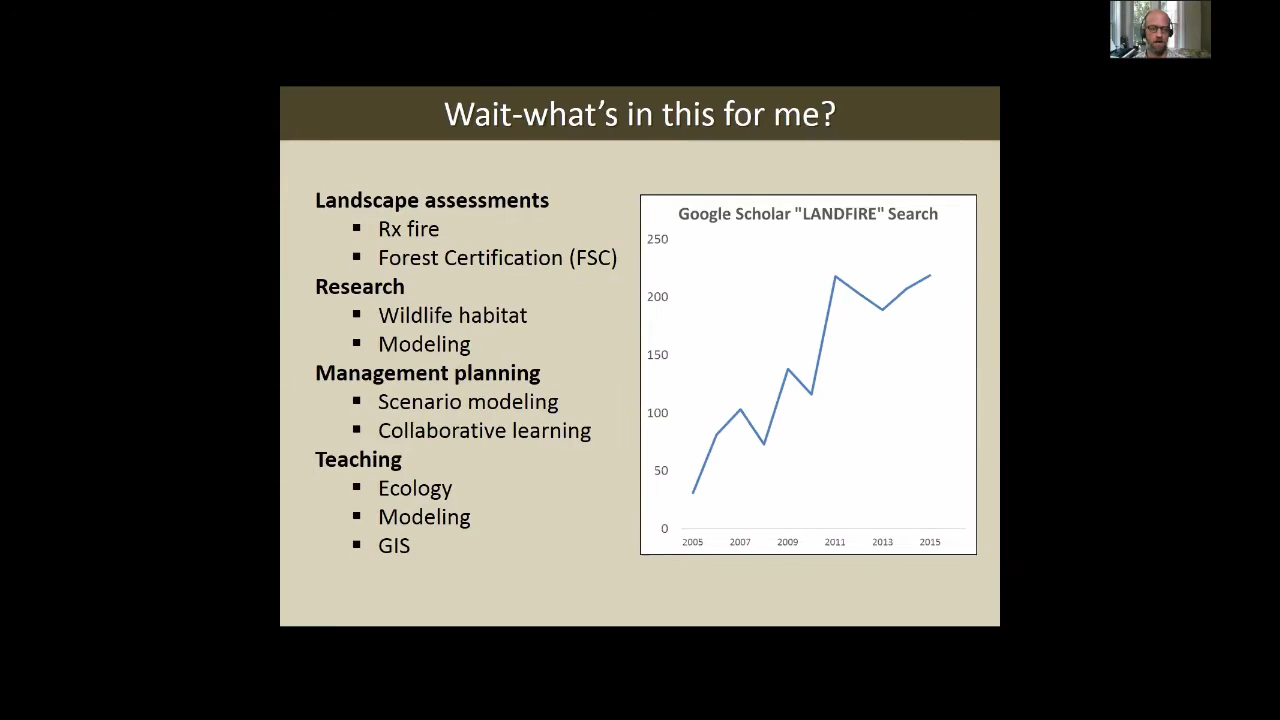 Wait-what's in this for me?
Landscape assessments
▪ Rx fire
▪ Forest Certification (FSC)
Research
▪ Wildlife habitat
▪ Modeling
Management planning
▪ Scenario modeling
▪ Collaborative learning
Teaching
▪ Ecology
▪ Modeling
▪ GIS
Google Scholar "LANDFIRE" Search
250
200
150
100
50
0
2005 2007 2009 2011 2013 2015